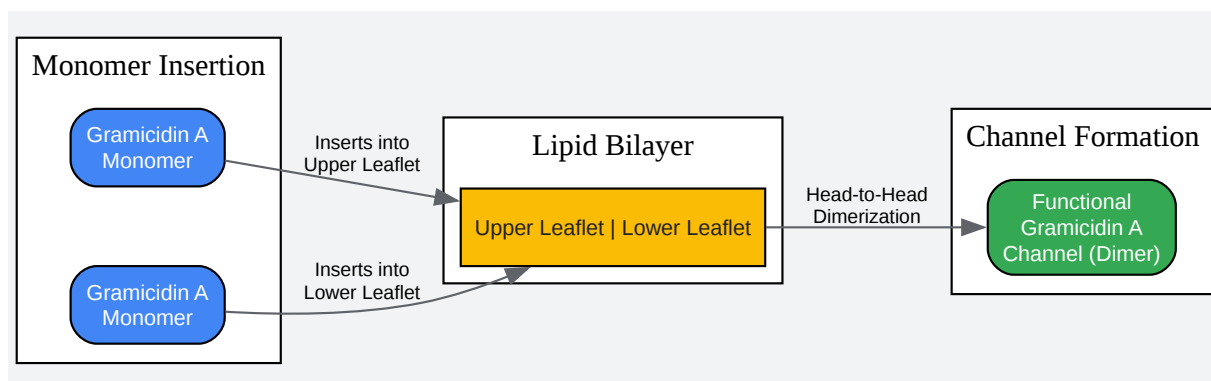 Monomer Insertion
Gramicidin A
Monomer
Gramicidin A
Monomer
Inserts into
Upper Leaflet
Inserts into
Lower Leaflet
Lipid Bilayer
Upper Leaflet | Lower Leaflet
Head-to-Head
Dimerization
Channel Formation
Functional
Gramicidin A
Channel (Dimer)